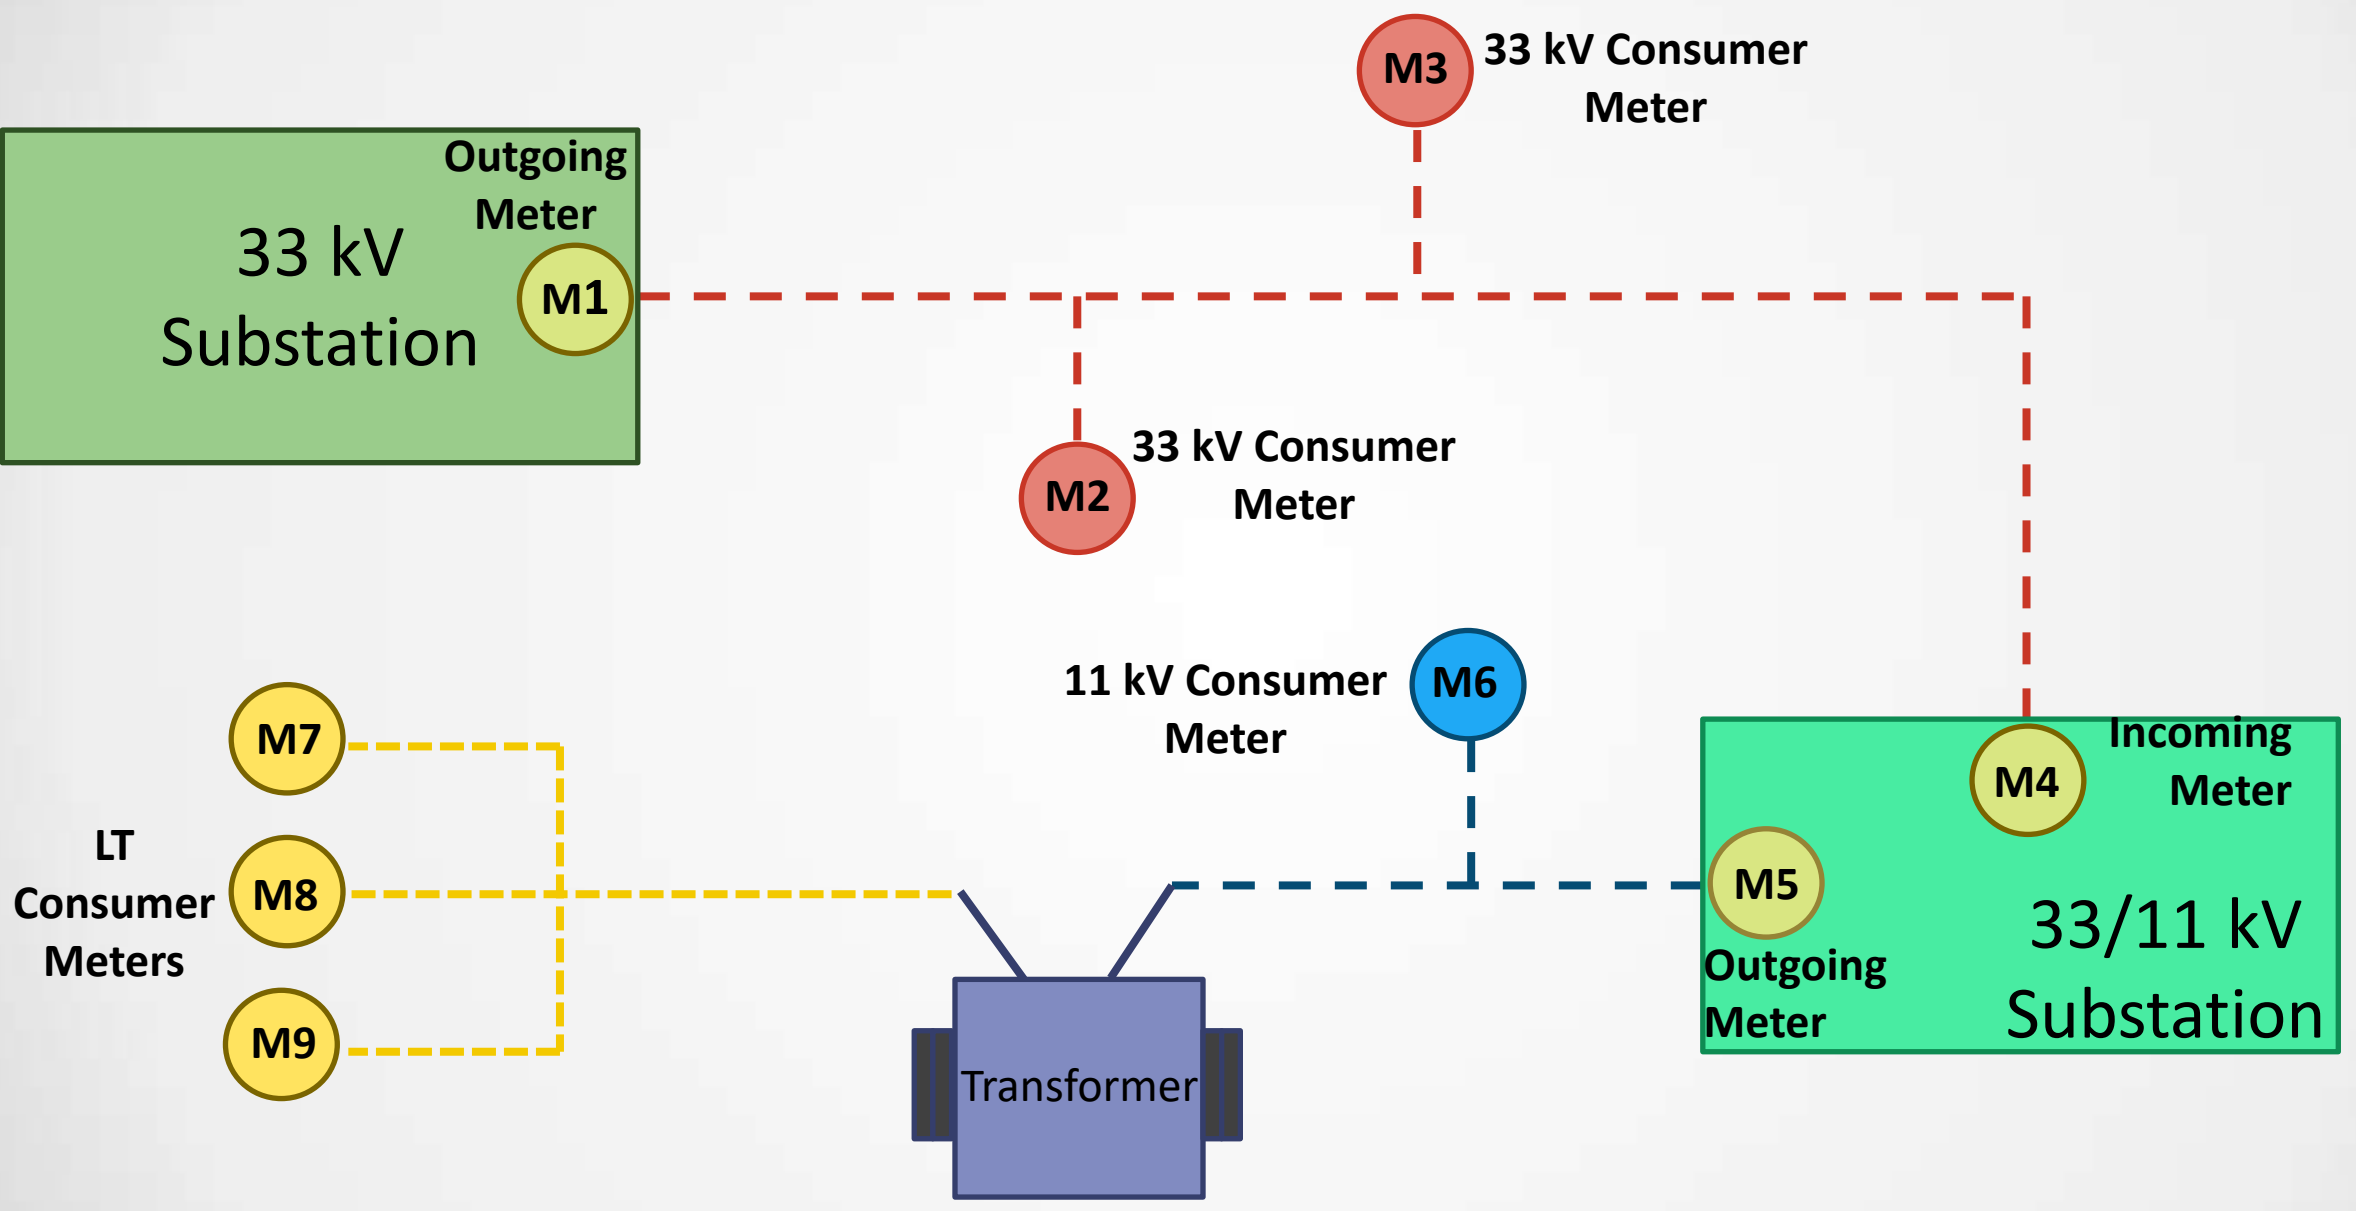 M3
33 kV Consumer
Meter
Outgoing
Meter
33 kV
Substation
M1
33 kV Consumer
Meter
M2
11 kV Consumer
Meter
M6
M7
M8
M9
LT
Consumer
Meters
Incoming
Meter
M4
M5
Outgoing
Meter
33/11 kV
Substation
Transformer